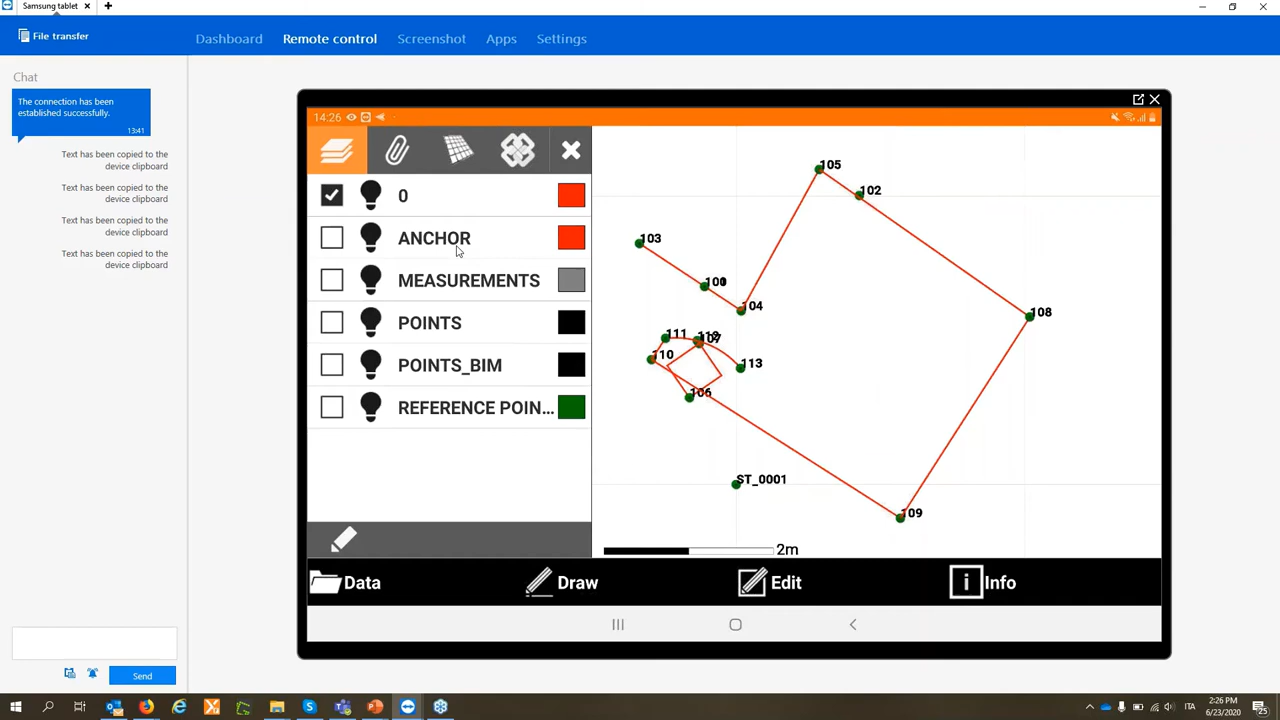 Samsung tablet
File transfer
Dashboard
Remote control
Screenshot
Apps
Settings
Chat
The connection has been
established successfully.
13:41
Text has been copied to the
device clipboard
Text has been copied to the
device clipboard
Text has been copied to the
device clipboard
Text has been copied to the
device clipboard
Send
14:26
0
ANCHOR
MEASUREMENTS
POINTS
POINTS_BIM
REFERENCE POIN...
105
102
103
104
108
111
107
110
113
106
ST_0001
109
2m
Data
Draw
Edit
i Info
ITA
2:26 PM
6/23/2020
25